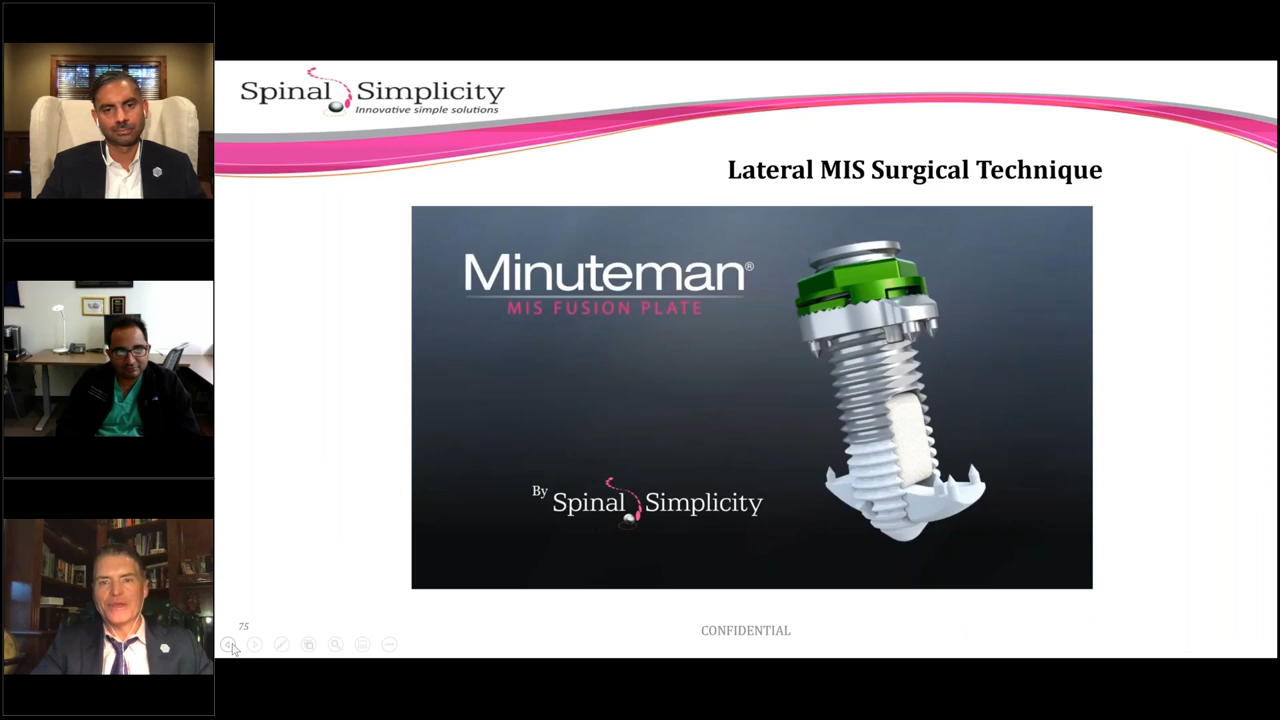 Spinal Simplicity
Innovative simple solutions
Lateral MIS Surgical Technique
Minuteman®
MIS FUSION PLATE
By Spinal Simplicity
75
CONFIDENTIAL